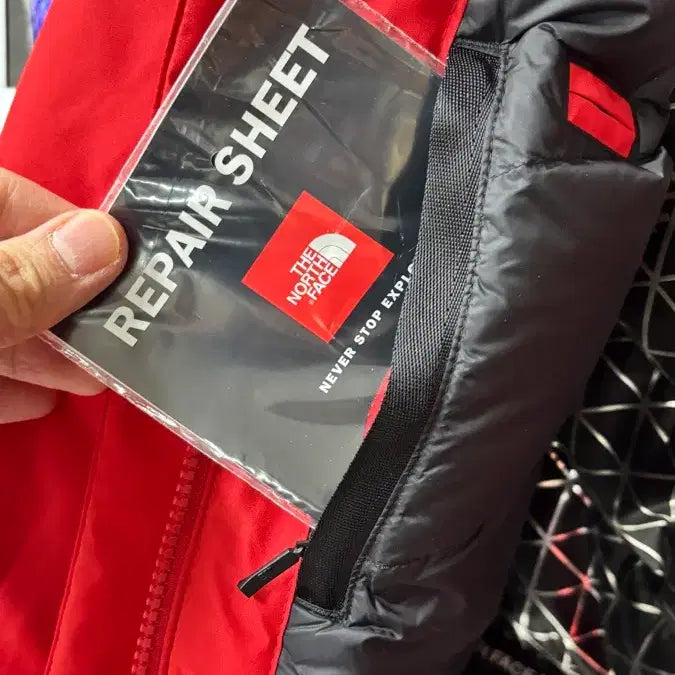 REPAIR SHEET
THE
NORTH
FACE
NEVER STOP EXPLO